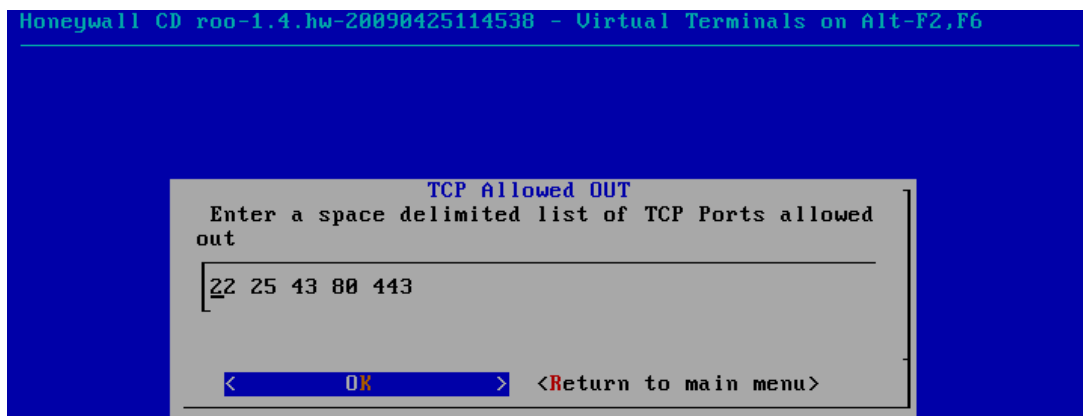 Honeywall CD roo-1.4.hw-20090425114538 - Virtual Terminals on Alt-F2,F6
TCP Allowed OUT
Enter a space delimited list of TCP Ports allowed
out
22 25 43 80 443
<        OK        >  <Return to main menu>